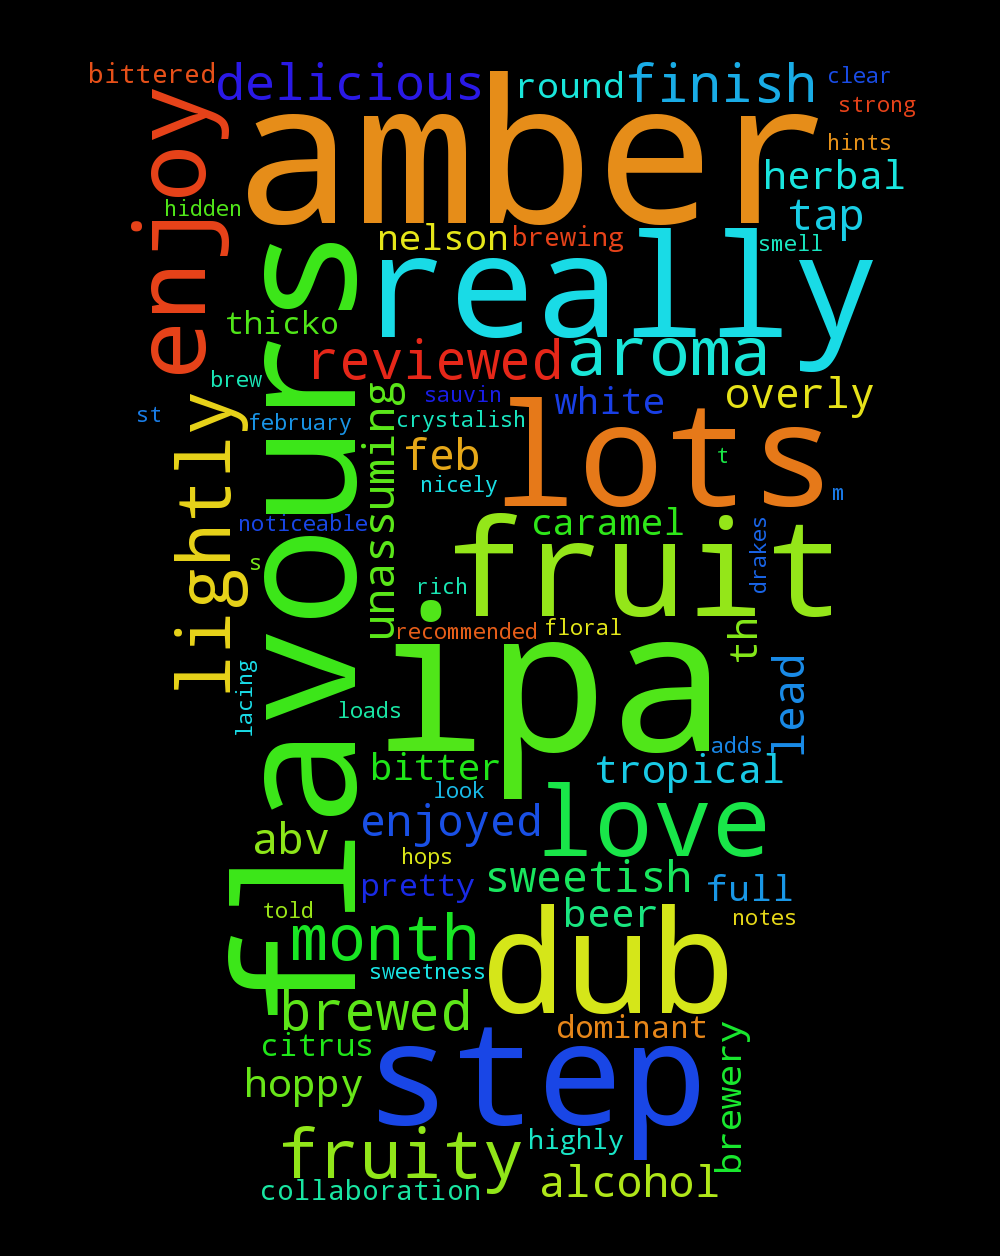 bittered
delicious
round
finish
clear
strong
amber
hints
enjoy
herbal
hidden
tap
nelson
brewing
smell
really
flavours
thicko
reviewed
aroma
brew
sauvin
white
overly
st
february
crystalish
lots
lightly
unassuming
feb
t
nicely
m
noticeable
caramel
fruit
drakes
s
rich
recommended
floral
th
ipa
lacing
loads
lead
adds
bitter
tropical
look
enjoyed
love
abv
hops
pretty
sweetish
full
told
beer
notes
month
dub
sweetness
brewed
dominant
citrus
step
brewery
hoppy
fruity
highly
collaboration
alcohol